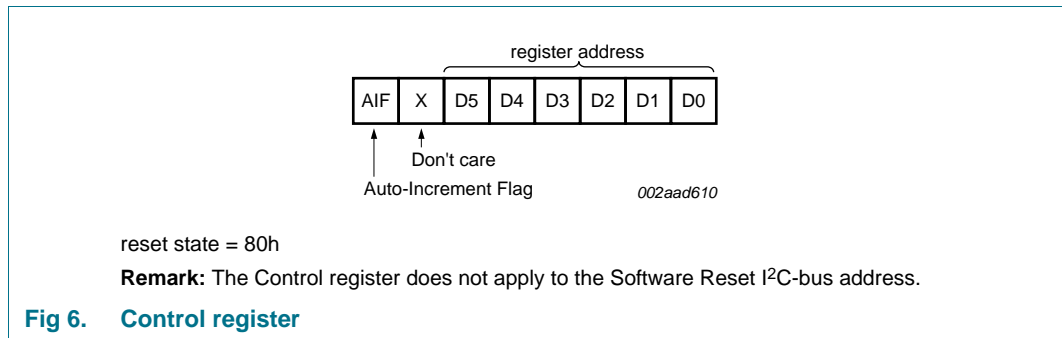 register address
AIF X D5 D4 D3 D2 D1 D0
Don't care
Auto-Increment Flag
002aad610
reset state = 80h
Remark: The Control register does not apply to the Software Reset I²C-bus address.
Fig 6. Control register